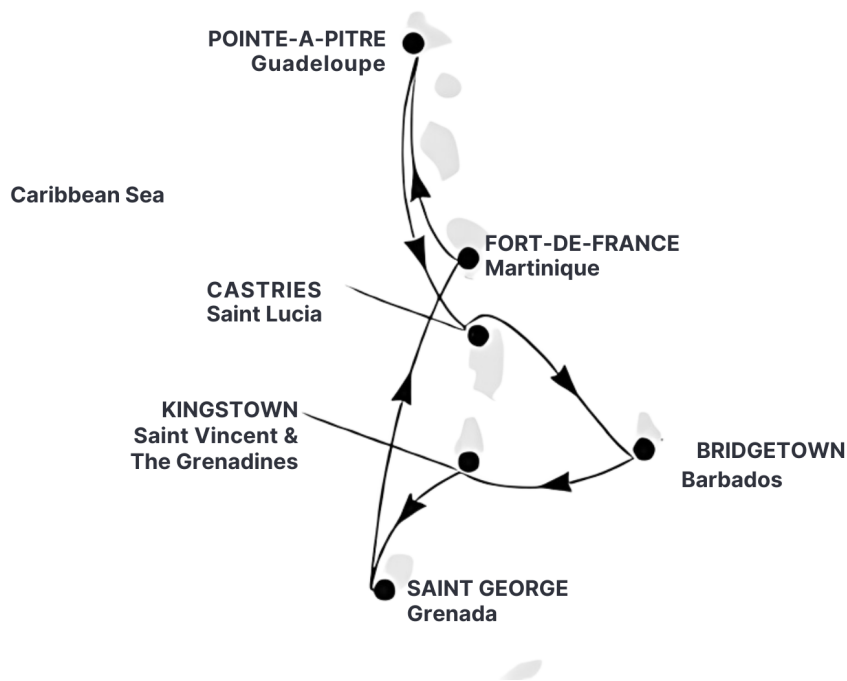 POINTE-A-PITRE
Guadeloupe
Caribbean Sea
FORT-DE-FRANCE
Martinique
CASTRIES
Saint Lucia
KINGSTOWN
Saint Vincent &
The Grenadines
BRIDGETOWN
Barbados
SAINT GEORGE
Grenada